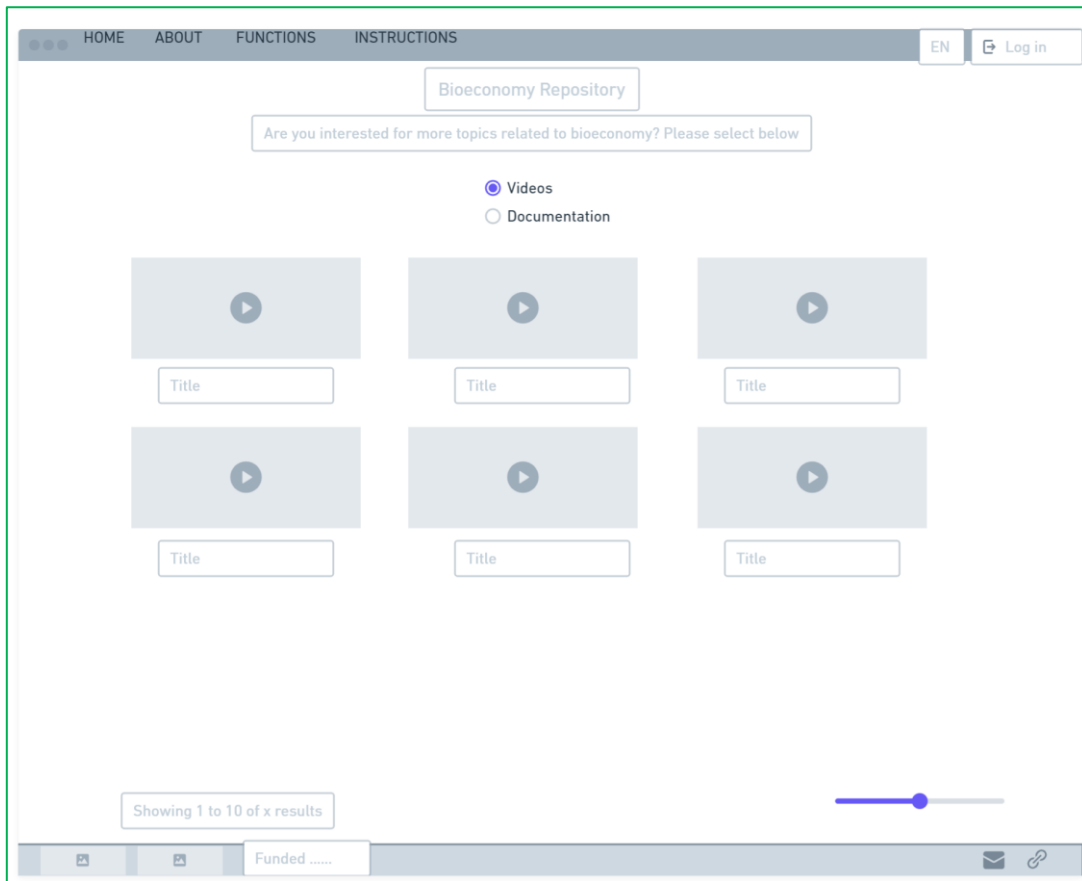 HOME ABOUT FUNCTIONS INSTRUCTIONS EN Log in
Bioeconomy Repository
Are you interested for more topics related to bioeconomy? Please select below
Videos
Documentation
Title Title Title
Title Title Title
Showing 1 to 10 of x results
Funded ......